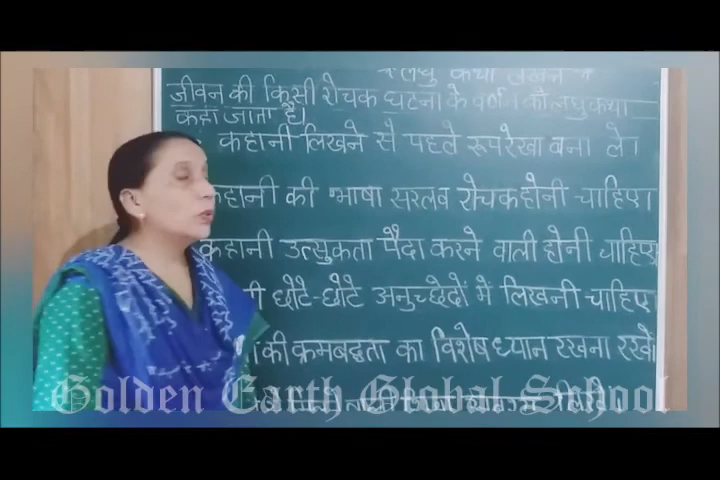 लघु कथा लेखन
जीवन की किसी रोचक घटना के वर्णन को लघु कथा
कहा जाता है।
कहानी लिखने से पहले रूपरेखा बना ले।
कहानी की भाषा सरल व रोचक होनी चाहिए।
कहानी उत्सुकता पैदा करने वाली होनी चाहिए
छोटे-छोटे अनुच्छेदों में लिखनी चाहिए
की क्रमबद्धता का विशेष ध्यान रखना रखें
Golden Earth Global School